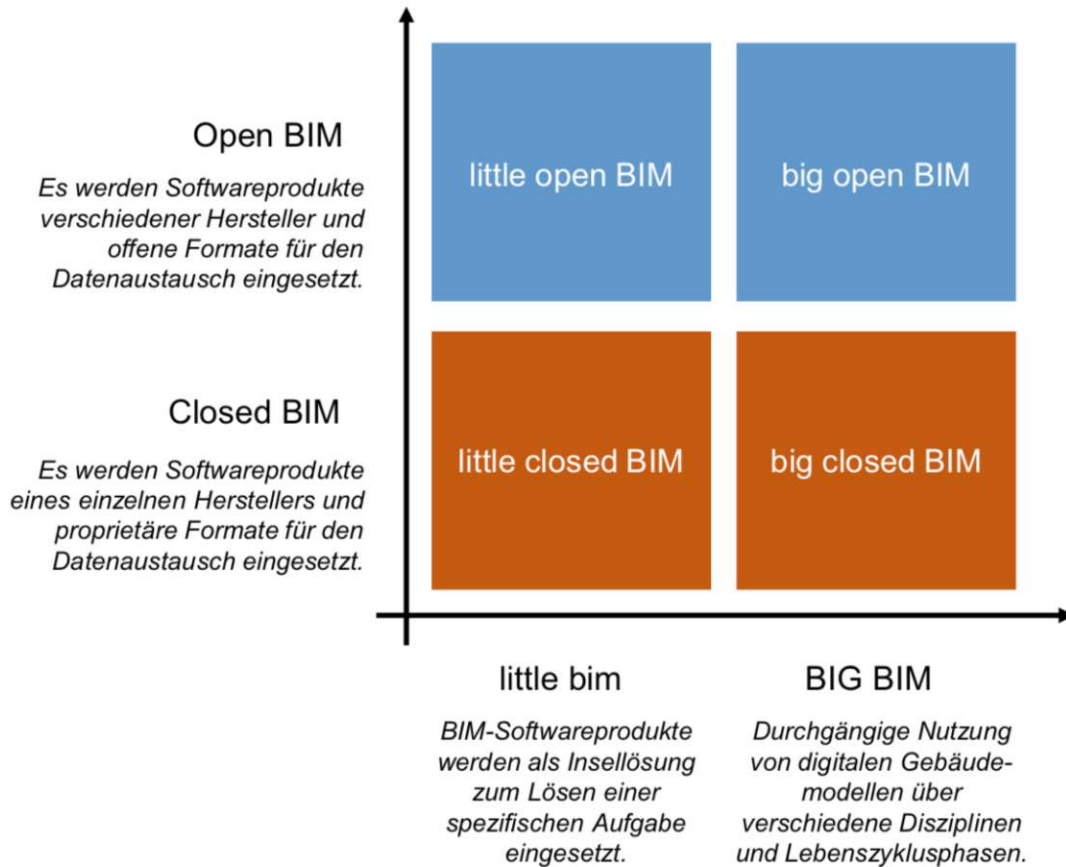 Open BIM
Es werden Softwareprodukte
verschiedener Hersteller und
offene Formate für den
Datenaustausch eingesetzt.
little open BIM
big open BIM
Closed BIM
Es werden Softwareprodukte
eines einzelnen Herstellers und
proprietäre Formate für den
Datenaustausch eingesetzt.
little closed BIM
big closed BIM
little bim
BIM-Softwareprodukte
werden als Insellösung
zum Lösen einer
spezifischen Aufgabe
eingesetzt.
BIG BIM
Durchgängige Nutzung
von digitalen Gebäude-
modellen über
verschiedene Disziplinen
und Lebenszyklusphasen.